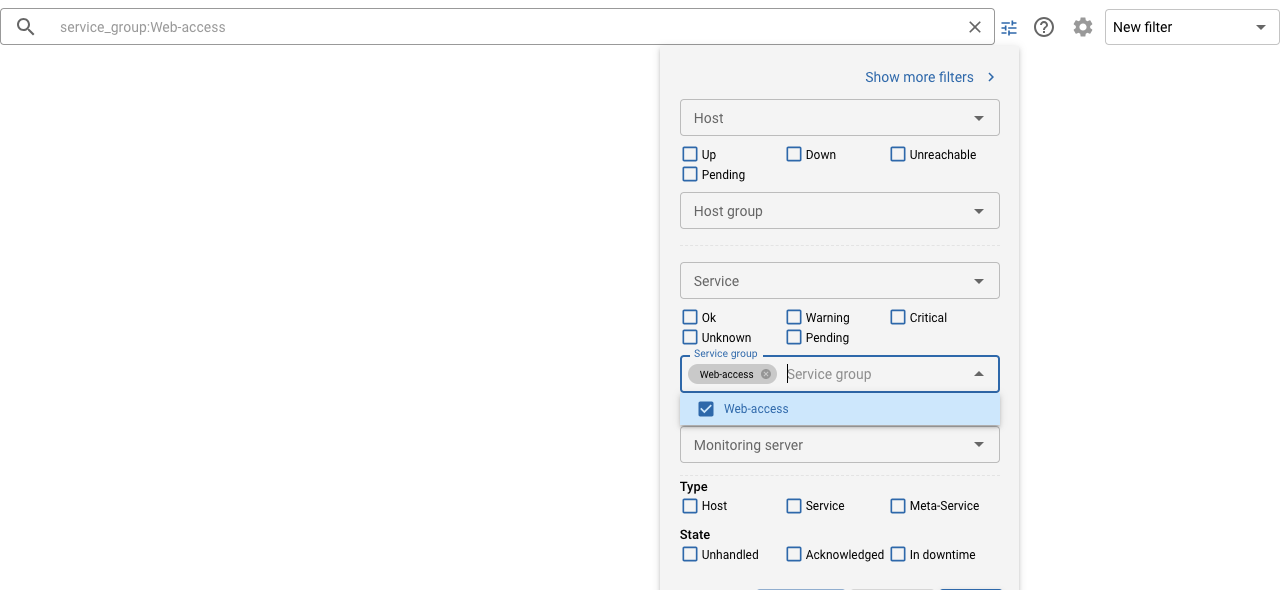 service_group:Web-access
New filter
Show more filters
Host
Up Down Unreachable
Pending
Host group
Service
Ok Warning Critical
Unknown Pending
Service group
Web-access Service group
Web-access
Monitoring server
Type
Host Service Meta-Service
State
Unhandled Acknowledged In downtime